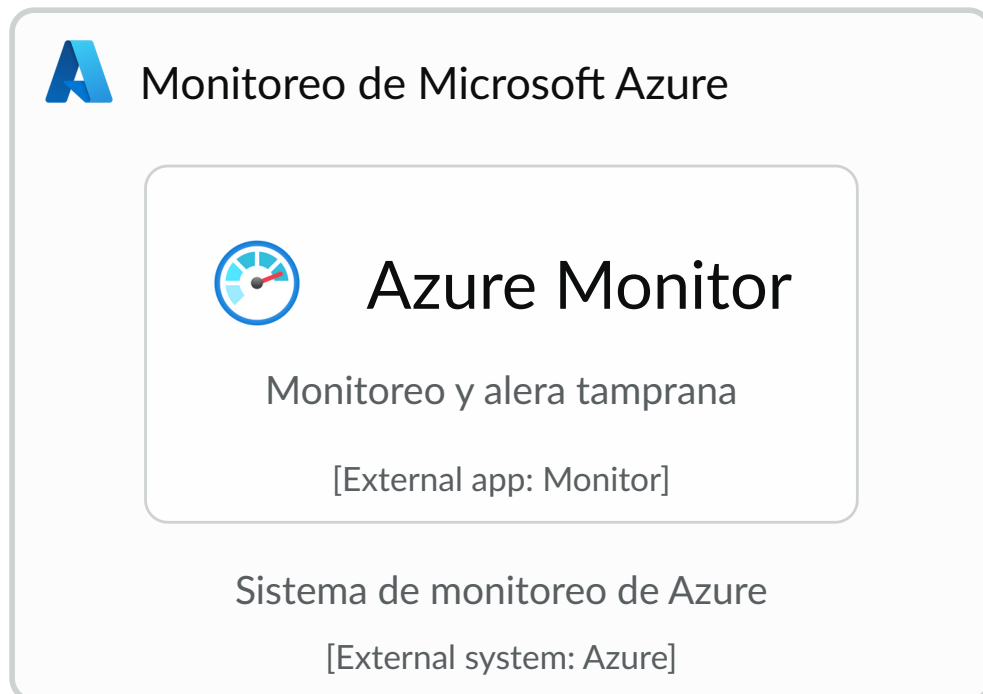 Monitoreo de Microsoft Azure
Azure Monitor
Monitoreo y alera tamprana
[External app: Monitor]
Sistema de monitoreo de Azure
[External system: Azure]